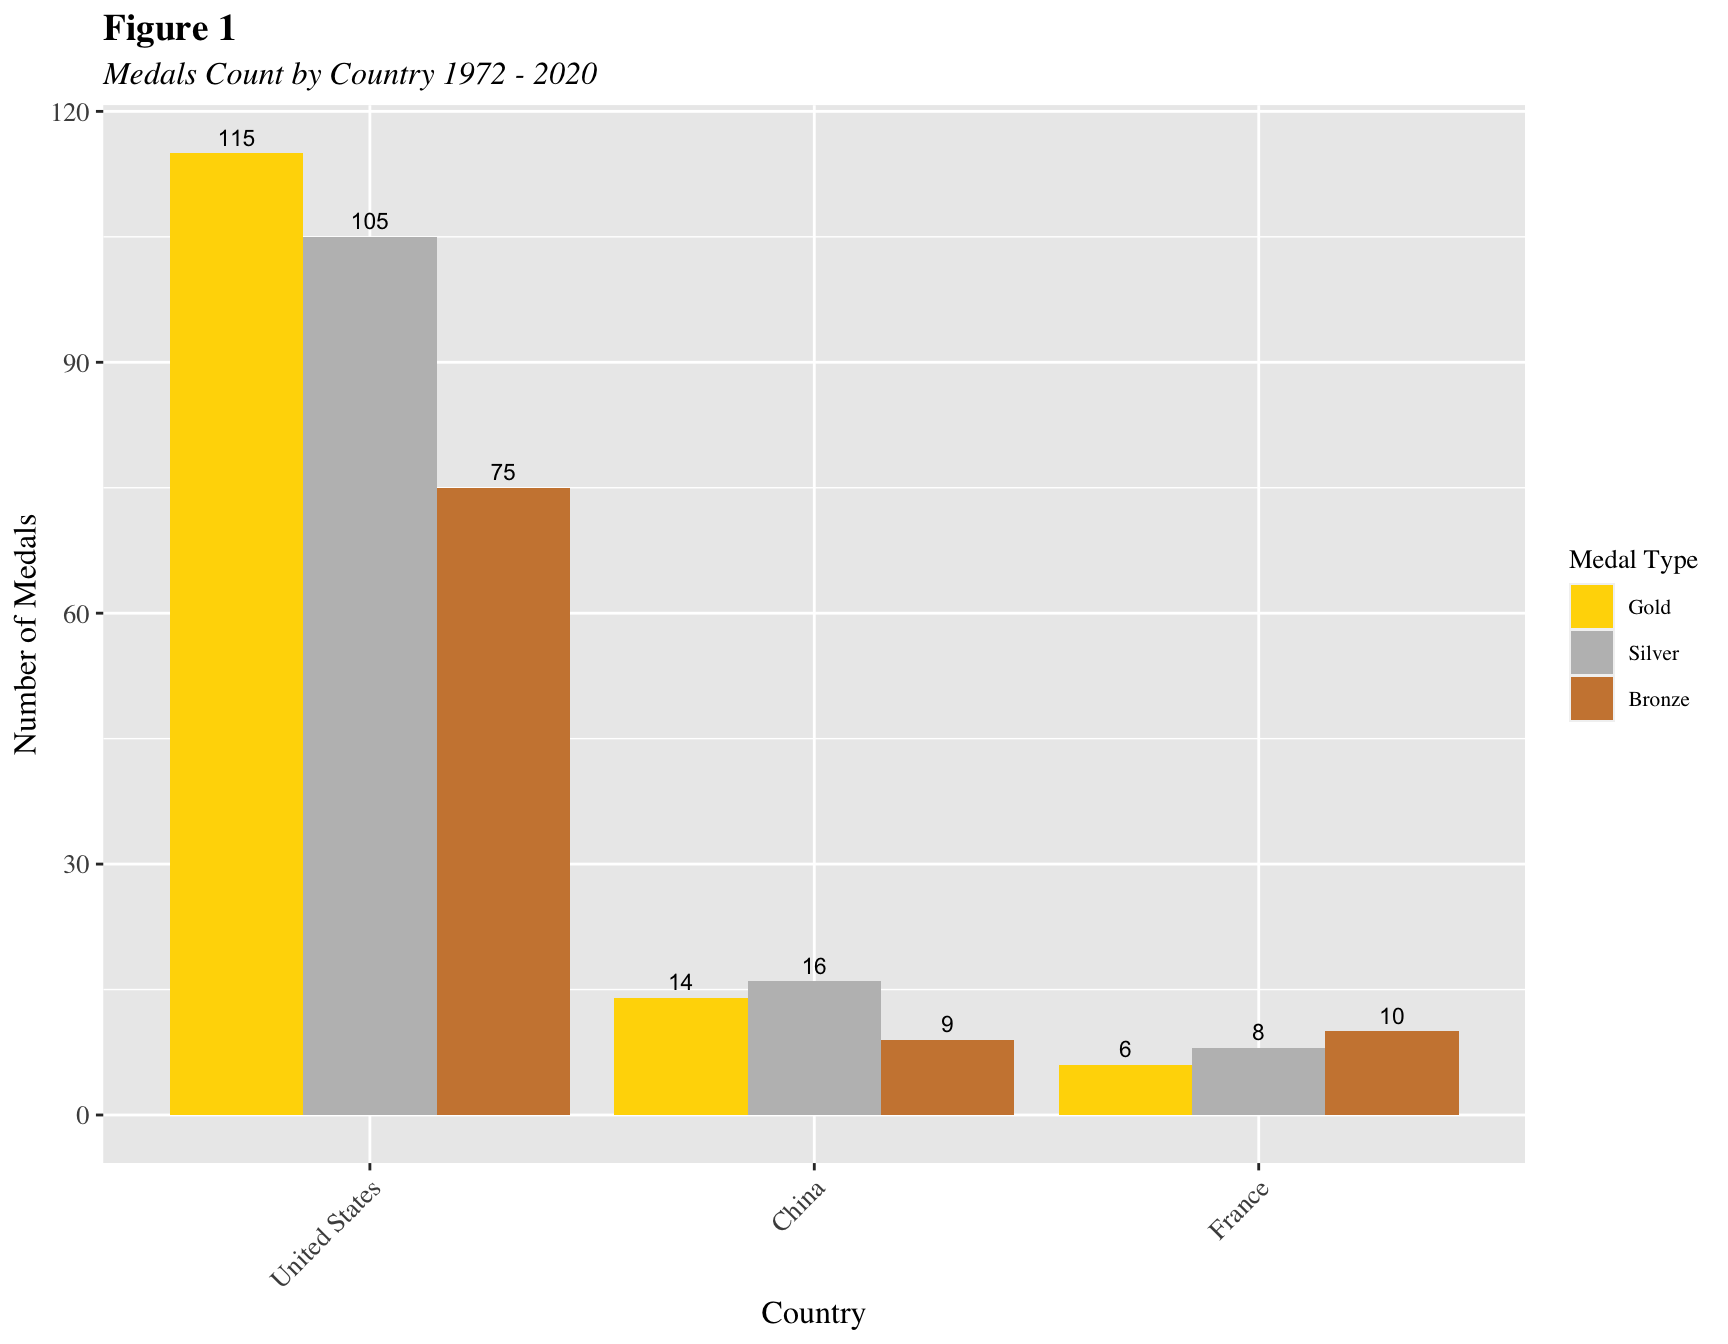 Figure 1
Medals Count by Country 1972 - 2020
120
90
60
30
0
Number of Medals
115
105
75
14
16
9
6
8
10
United States
China
France
Country
Medal Type
Gold
Silver
Bronze